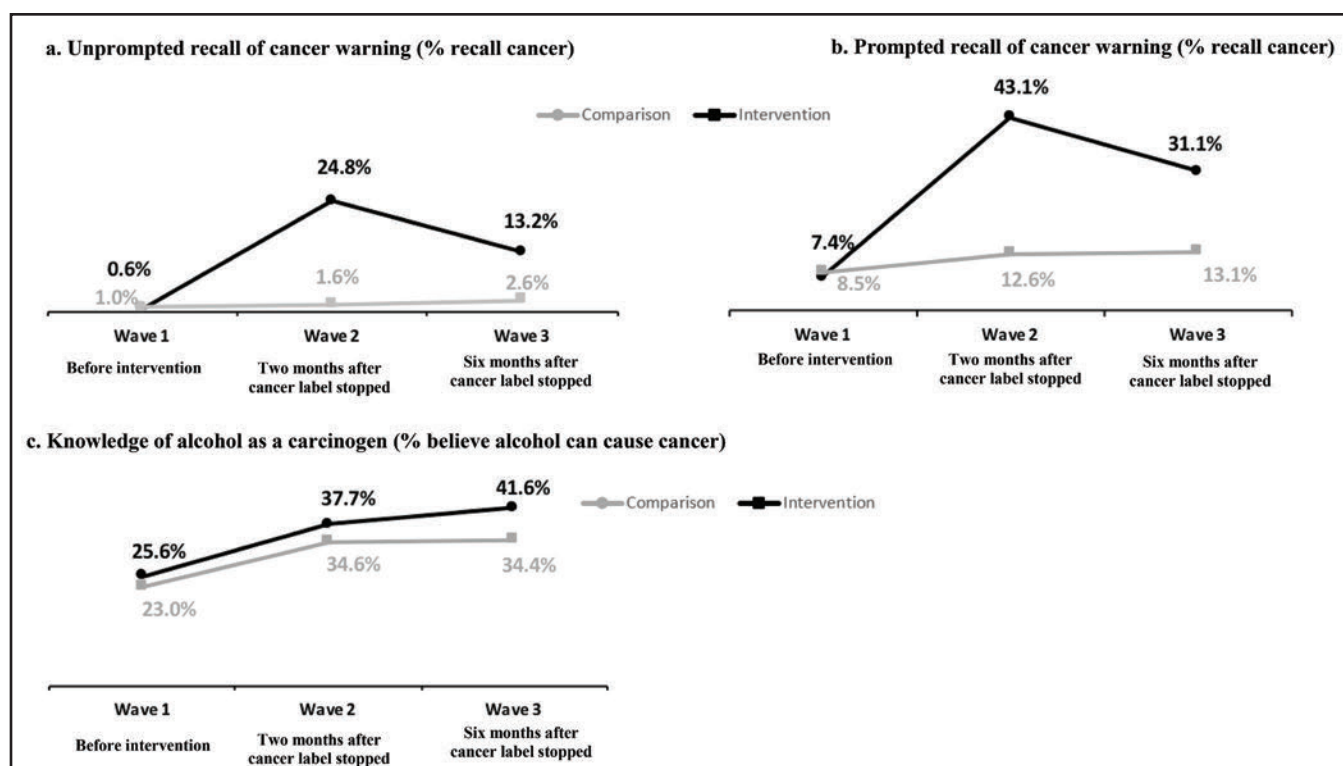 a. Unprompted recall of cancer warning (% recall cancer)
Comparison Intervention
24.8%
13.2%
0.6%
1.0%
1.6%
2.6%
Wave 1 Wave 2 Wave 3
Before intervention Two months after Six months after
cancer label stopped cancer label stopped
b. Prompted recall of cancer warning (% recall cancer)
43.1%
31.1%
7.4%
8.5%
12.6%
13.1%
Wave 1 Wave 2 Wave 3
Before intervention Two months after Six months after
cancer label stopped cancer label stopped
c. Knowledge of alcohol as a carcinogen (% believe alcohol can cause cancer)
Comparison Intervention
25.6%
37.7%
41.6%
23.0%
34.6%
34.4%
Wave 1 Wave 2 Wave 3
Before intervention Two months after Six months after
cancer label stopped cancer label stopped